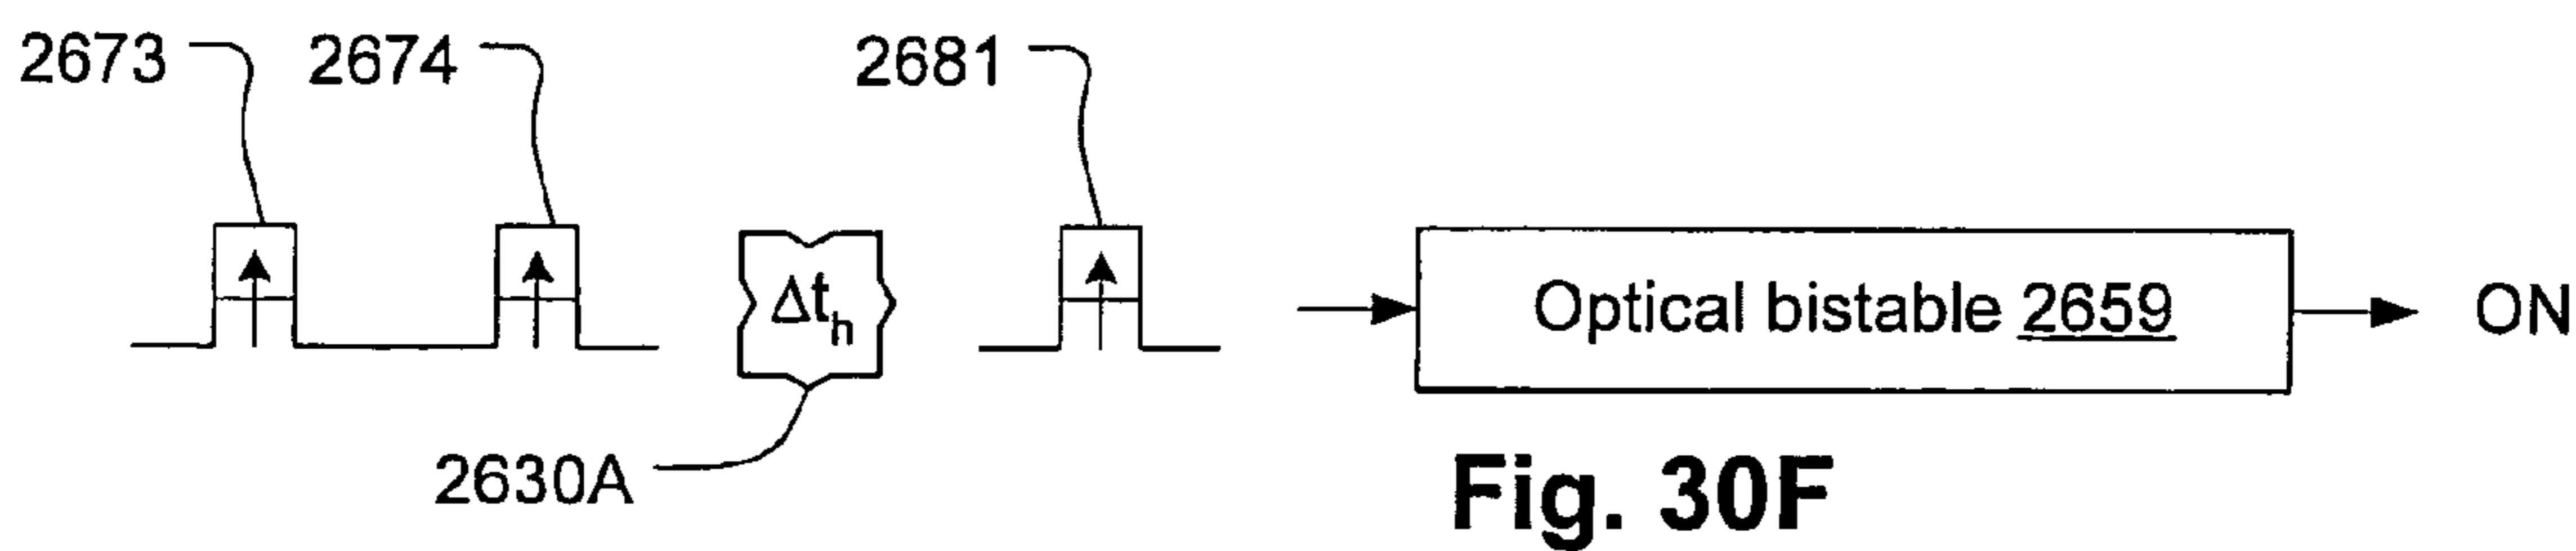 2673 2674 2681
Δt_h
Optical bistable 2659 ON
2630A
Fig. 30F